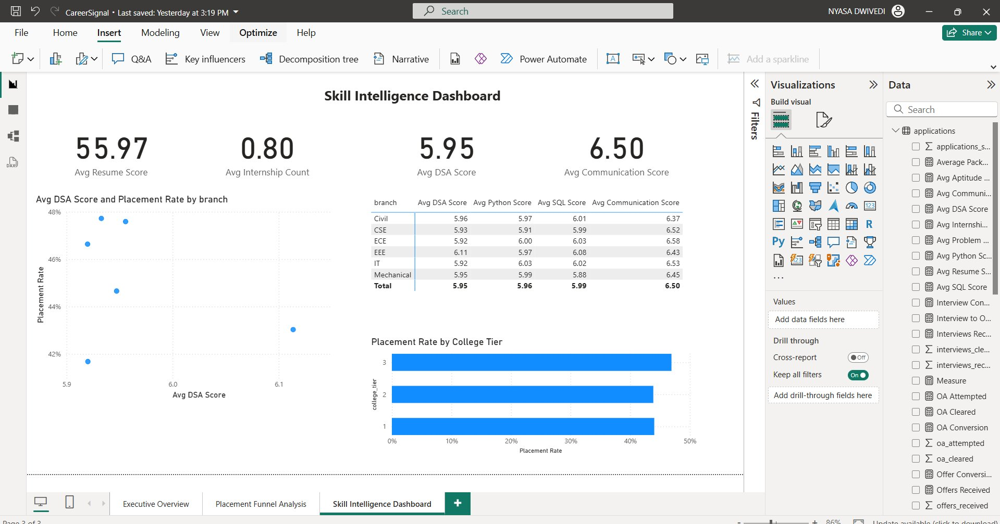 CareerSignal • Last saved: Yesterday at 3:19 PM
Search
NYASA DWIVEDI
File Home Insert Modeling View Optimize Help
Share
Q&A Key influencers Decomposition tree Narrative Power Automate Add a sparkline
A
DAX
Skill Intelligence Dashboard
55.97 0.80 5.95 6.50
Avg Resume Score Avg Internship Count Avg DSA Score Avg Communication Score
Avg DSA Score and Placement Rate by branch
48%
46%
44%
42%
Placement Rate
5.9 6.0 6.1
Avg DSA Score
branch Avg DSA Score Avg Python Score Avg SQL Score Avg Communication Score
Civil 5.96 5.97 6.01 6.37
CSE 5.93 5.91 5.99 6.52
ECE 5.92 6.00 6.03 6.58
EEE 6.11 5.97 6.08 6.43
IT 5.92 6.03 6.02 6.53
Mechanical 5.95 5.99 5.88 6.45
Total 5.95 5.96 5.99 6.50
Placement Rate by College Tier
college_tier
3
2
1
0% 10% 20% 30% 40% 50%
Placement Rate
Executive Overview Placement Funnel Analysis Skill Intelligence Dashboard +
Page 3 of 3
- + 86% Update available (click to download)
Filters
Visualizations
Build visual
123
R
Py
123
...
Values
Add data fields here
Drill through
Cross-report Off
Keep all filters On
Add drill-through fields here
Data
Search
applications
applications_s...
Average Pack...
Avg Aptitude ...
Avg Communi...
Avg DSA Score
Avg Internshi...
Avg Problem ...
Avg Python Sc...
Avg Resume S...
Avg SQL Score
Interview Con...
Interview to O...
Interviews Rec...
interviews_cle...
interviews_rec...
Measure
OA Attempted
OA Cleared
OA Conversion
oa_attempted
oa_cleared
Offer Conversi...
Offers Received
offers_received